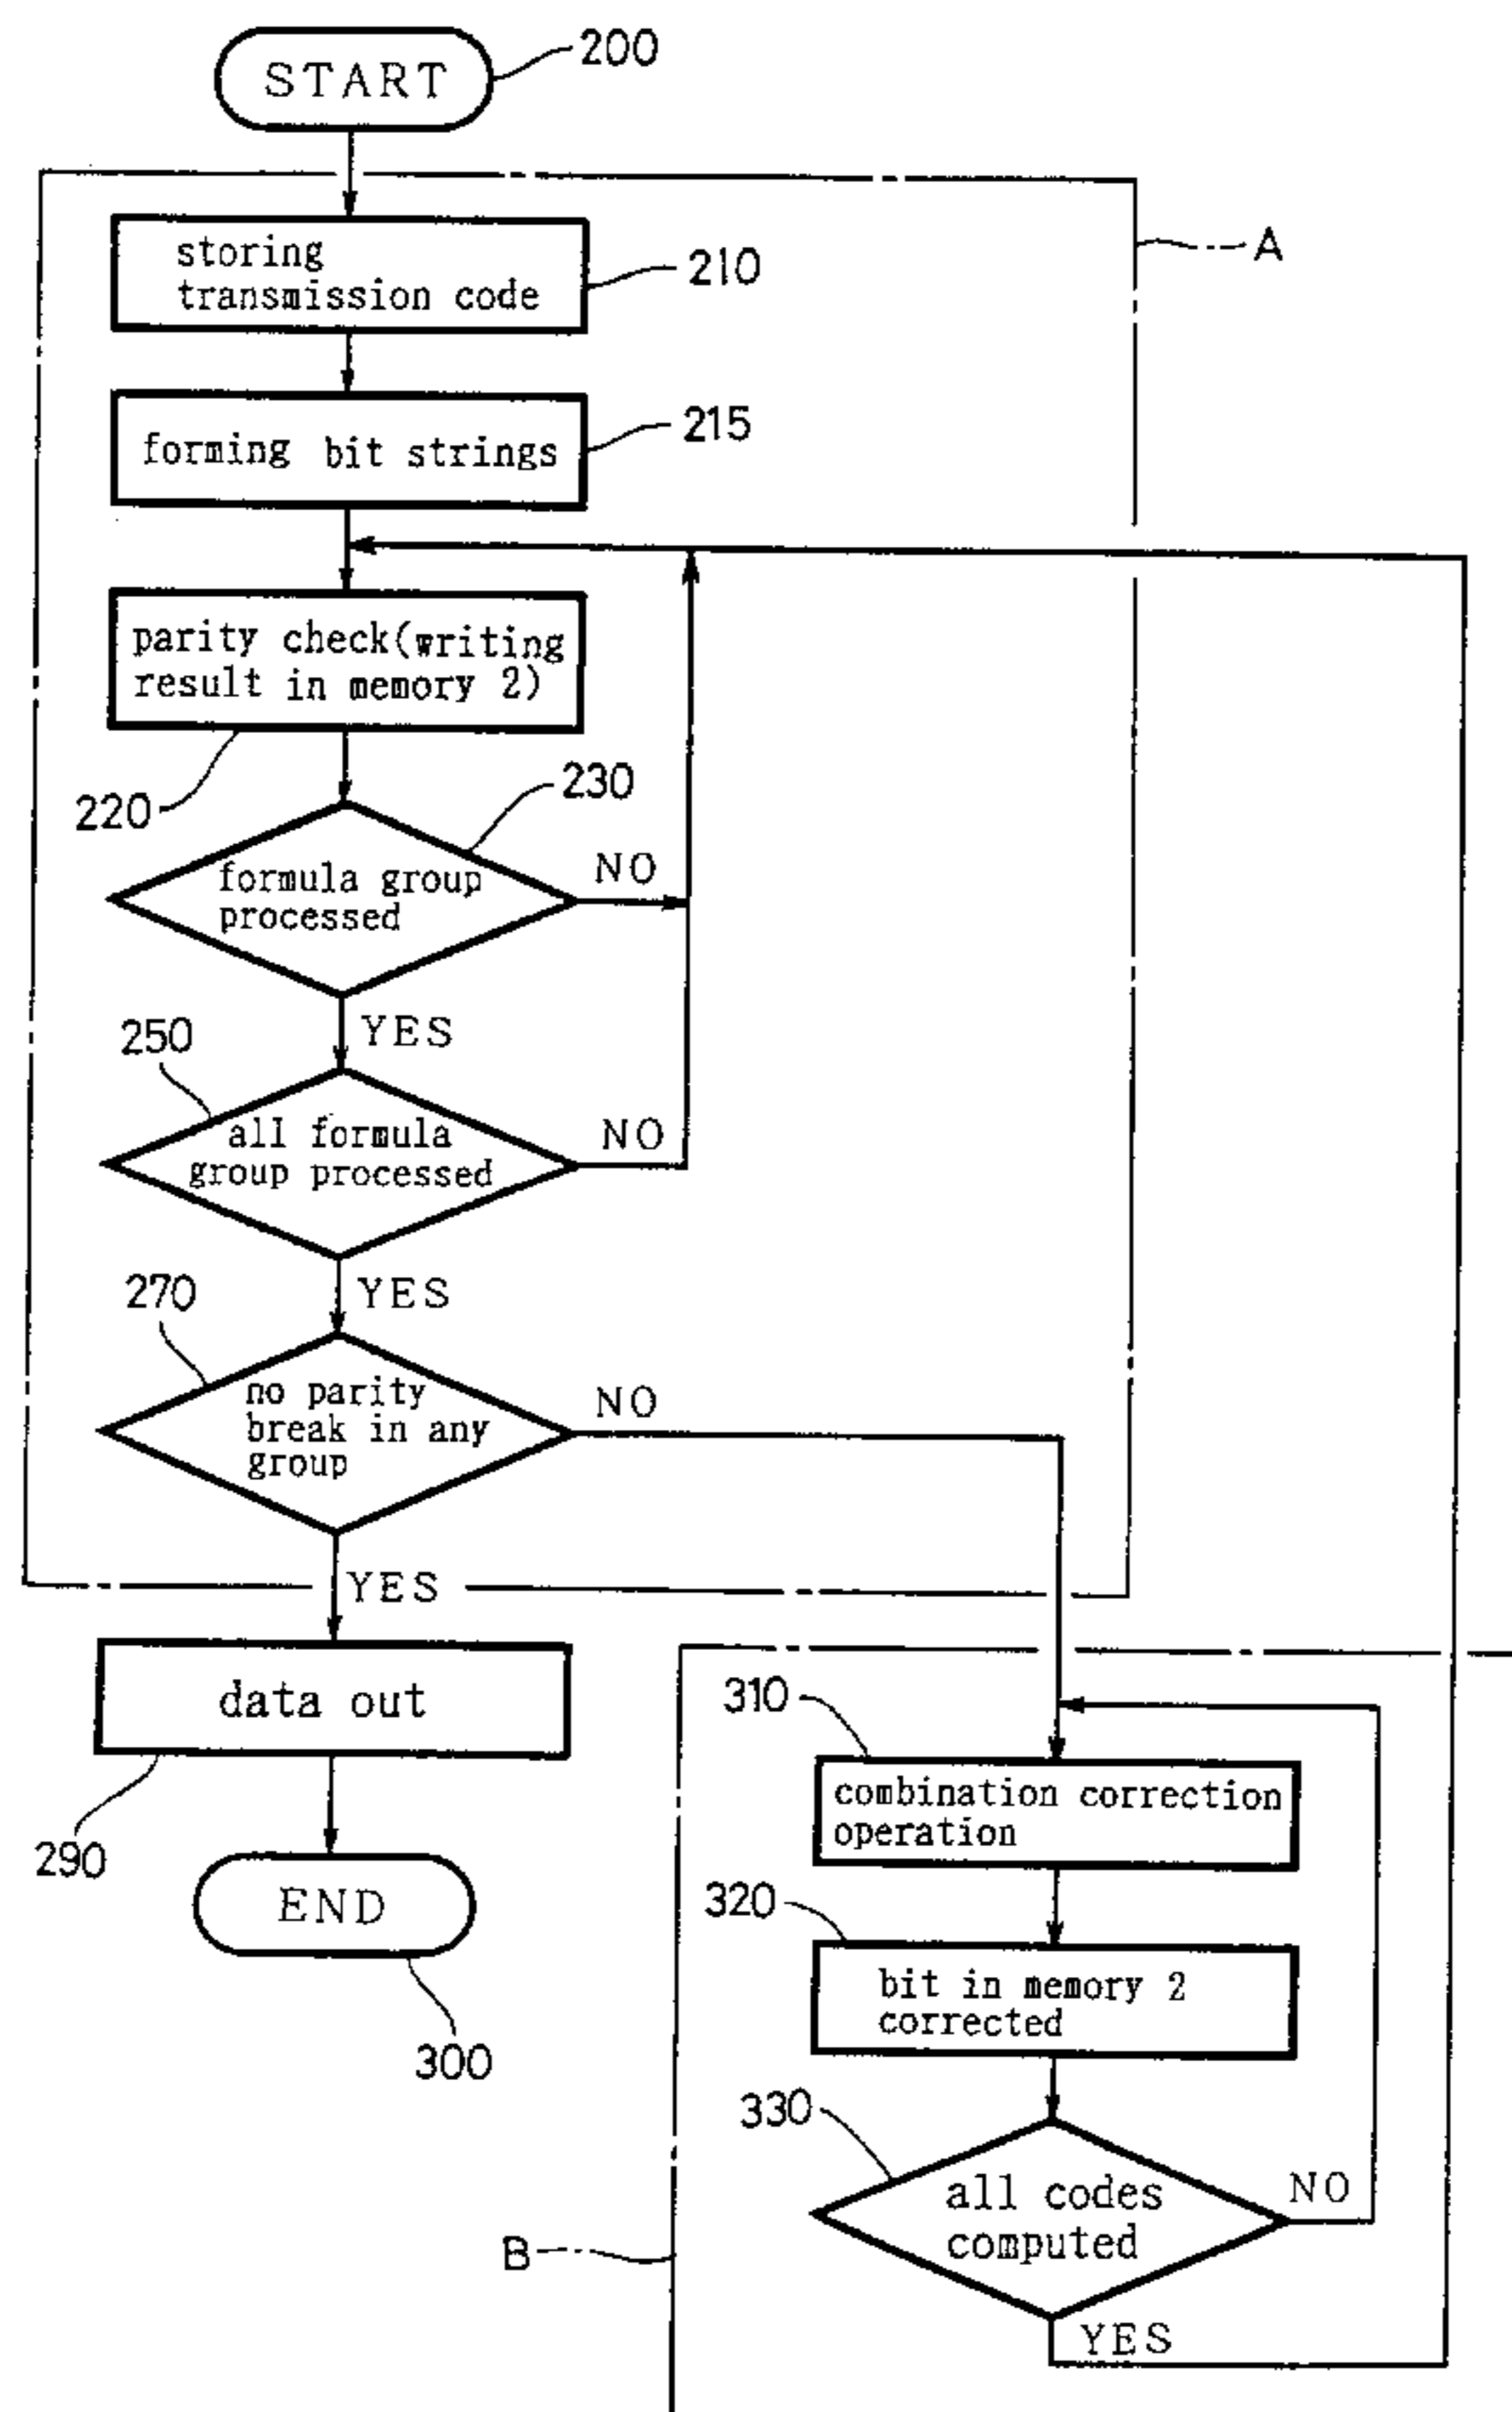 START
200
A
storing
transmission code
210
forming bit strings
215
parity check(writing
result in memory 2)
220
230
formula group
processed
NO
YES
250
all formula
group processed
NO
YES
270
no parity
break in any
group
NO
YES
data out
290
END
300
310
combination correction
operation
320
bit in memory 2
corrected
330
all codes
computed
NO
B
YES